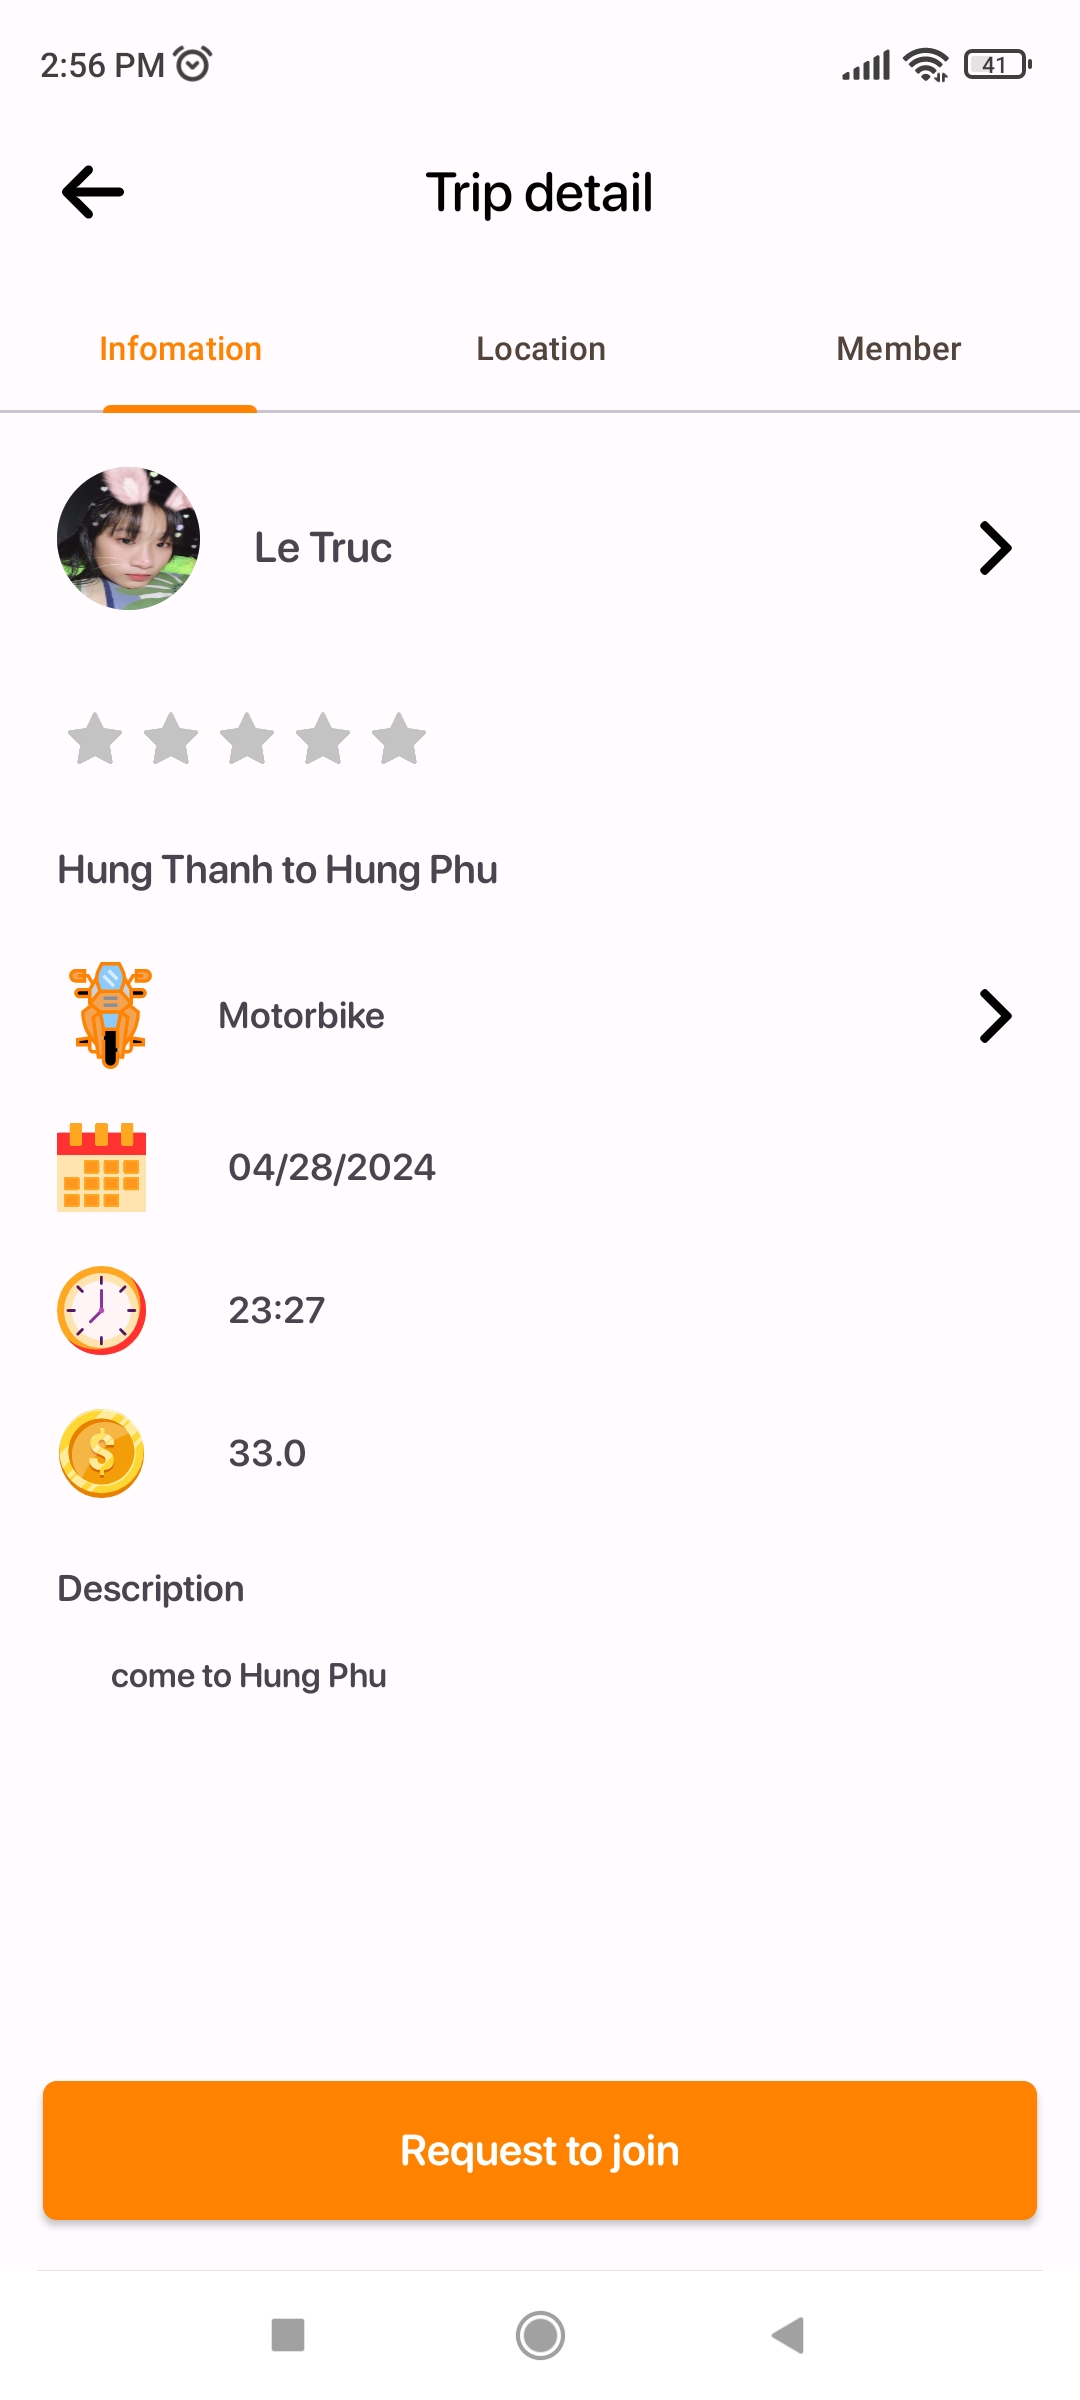 2:56 PM
41
Trip detail
Infomation
Location
Member
Le Truc
Hung Thanh to Hung Phu
Motorbike
04/28/2024
23:27
$
33.0
Description
come to Hung Phu
Request to join